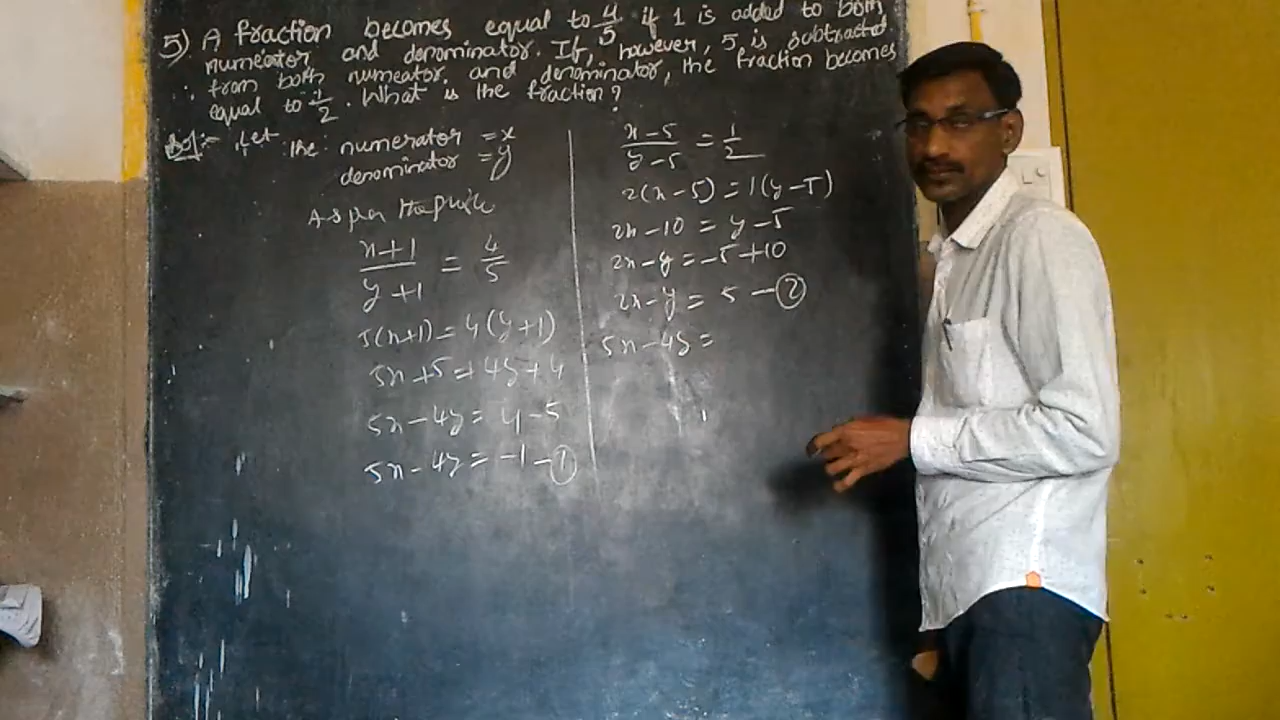 5) A fraction becomes equal to 4/5 if 1 is added to both
numeator and denominator. If, however, 5 is subtracted
from both numeator and denominator, the fraction becomes
equal to 1/2. What is the fraction?
Sol:- Let the numerator = x
denominator = y
As per the
x+1/y+1 = 4/5
5(x+1) = 4(y+1)
5x+5 = 4y+4
5x-4y = 4-5
5x-4y = -1 - ①
x-5/y-5 = 1/2
2(x-5) = 1(y-5)
2x-10 = y-5
2x-y = -5+10
2x-y = 5 - ②
5x-4y =